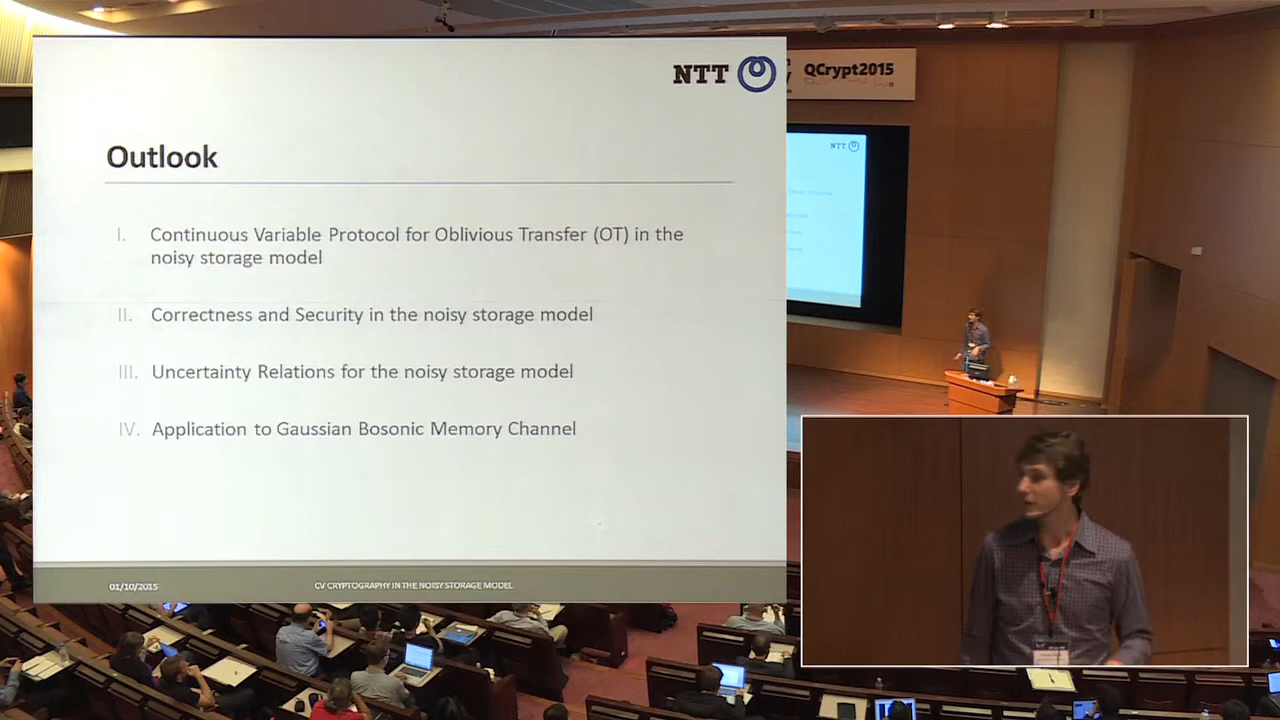 NTT
QCrypt2015
NTT
Outlook
I. Continuous Variable Protocol for Oblivious Transfer (OT) in the
noisy storage model
II. Correctness and Security in the noisy storage model
III. Uncertainty Relations for the noisy storage model
IV. Application to Gaussian Bosonic Memory Channel
01/10/2015
CV CRYPTOGRAPHY IN THE NOISY STORAGE MODEL